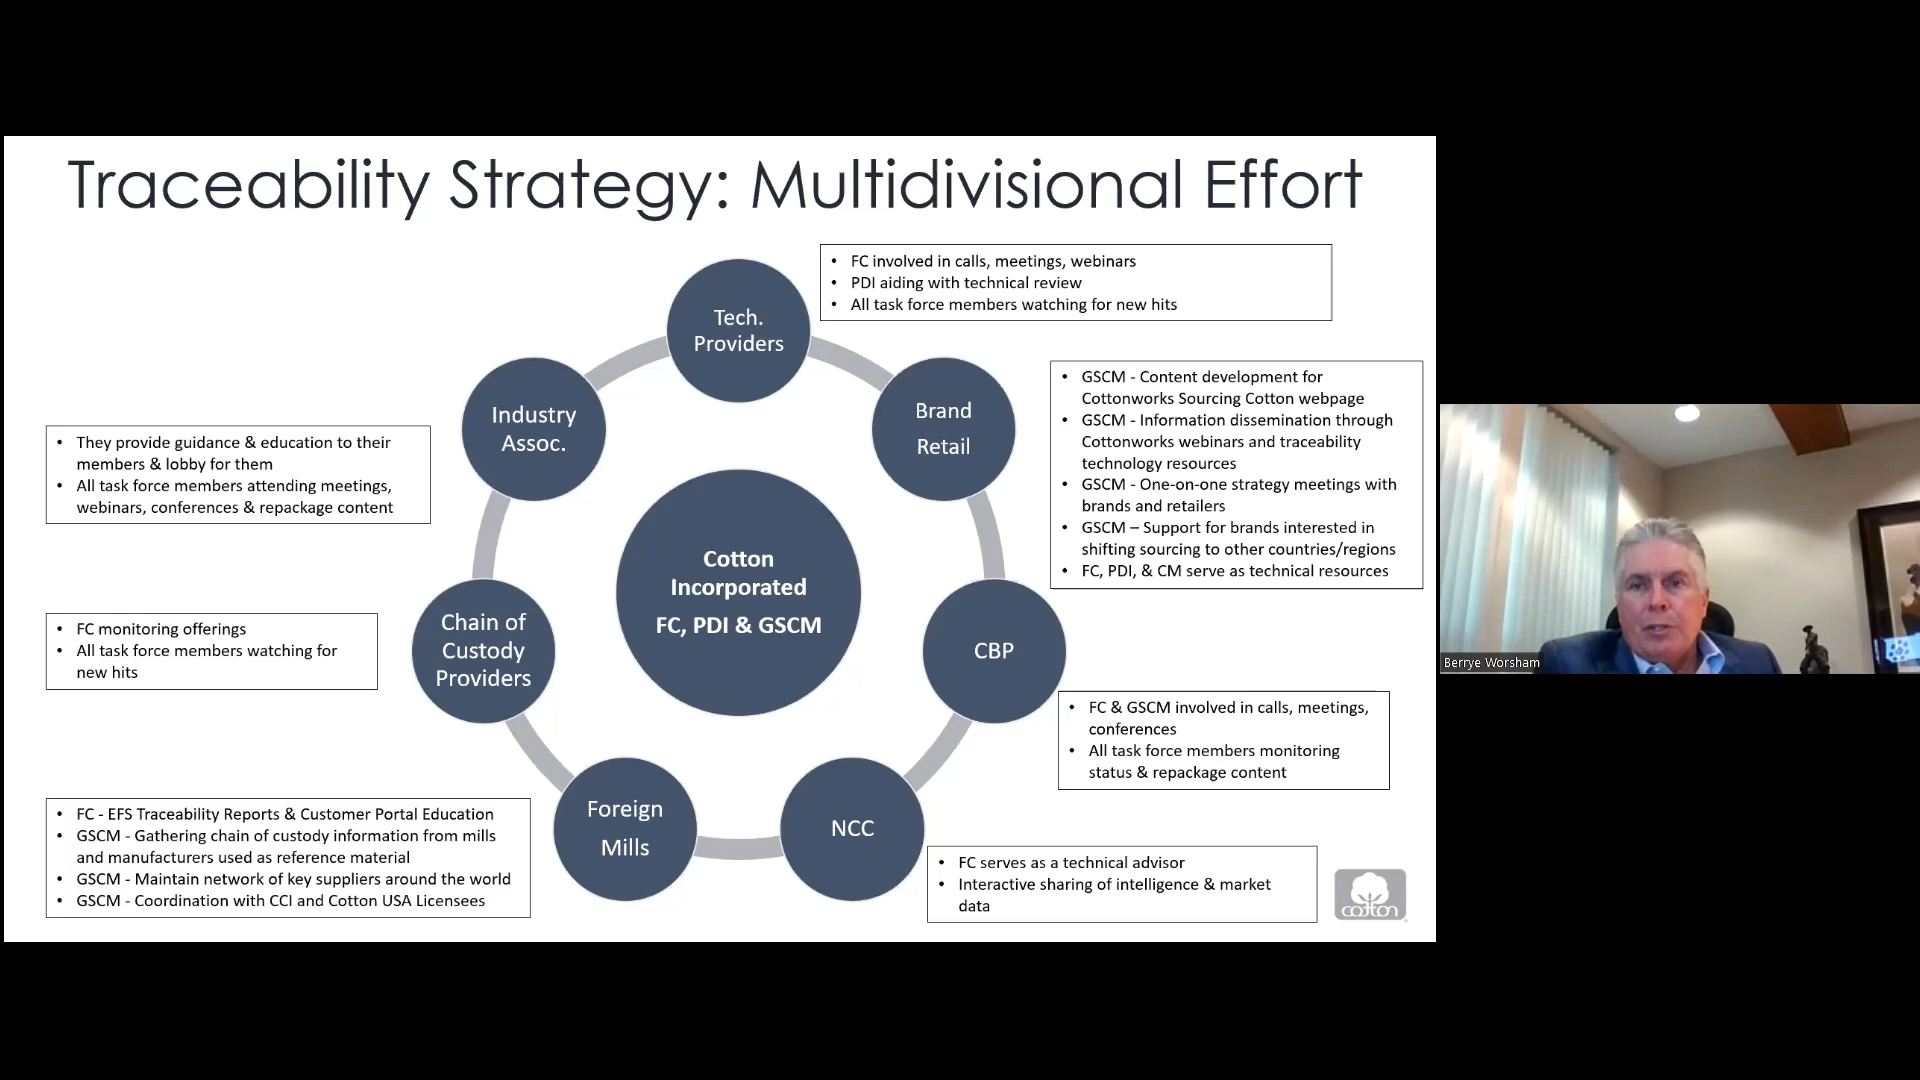 Traceability Strategy: Multidivisional Effort
• FC involved in calls, meetings, webinars
• PDI aiding with technical review
• All task force members watching for new hits
Tech.
Providers
Brand
Retail
• GSCM - Content development for
Cottonworks Sourcing Cotton webpage
• GSCM - Information dissemination through
Cottonworks webinars and traceability
technology resources
• GSCM - One-on-one strategy meetings with
brands and retailers
• GSCM – Support for brands interested in
shifting sourcing to other countries/regions
• FC, PDI, & CM serve as technical resources
Industry
Assoc.
• They provide guidance & education to their
members & lobby for them
• All task force members attending meetings,
webinars, conferences & repackage content
Cotton
Incorporated
FC, PDI & GSCM
Chain of
Custody
Providers
• FC monitoring offerings
• All task force members watching for
new hits
CBP
• FC & GSCM involved in calls, meetings,
conferences
• All task force members monitoring
status & repackage content
Foreign
Mills
• FC - EFS Traceability Reports & Customer Portal Education
• GSCM - Gathering chain of custody information from mills
and manufacturers used as reference material
• GSCM - Maintain network of key suppliers around the world
• GSCM - Coordination with CCI and Cotton USA Licensees
NCC
• FC serves as a technical advisor
• Interactive sharing of intelligence & market
data
cotton
Berrye Worsham